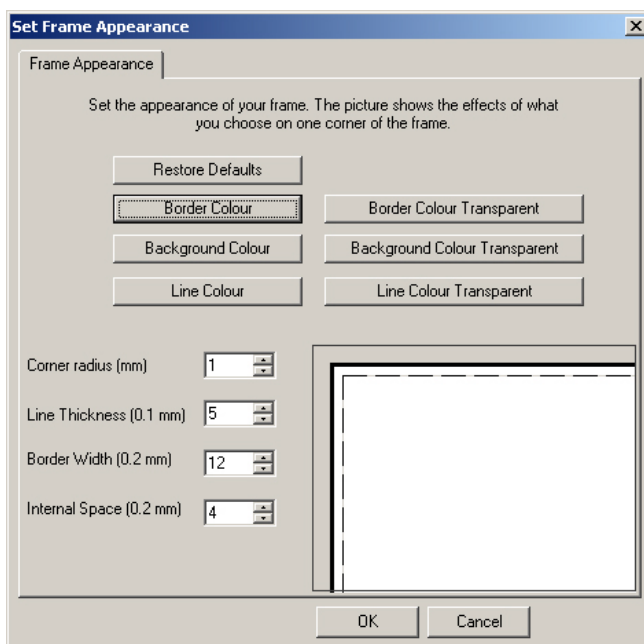 Set Frame Appearance
Frame Appearance
Set the appearance of your frame. The picture shows the effects of what
you choose on one corner of the frame.
Restore Defaults
Border Colour
Border Colour Transparent
Background Colour
Background Colour Transparent
Line Colour
Line Colour Transparent
Corner radius (mm)
1
Line Thickness (0.1 mm)
5
Border Width (0.2 mm)
12
Internal Space (0.2 mm)
4
OK
Cancel